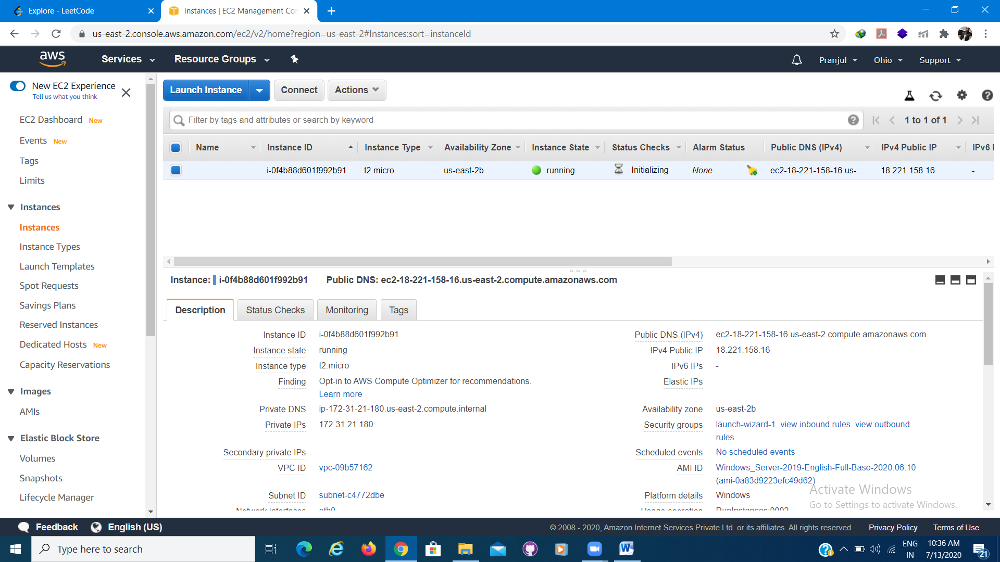 Explore - LeetCode
Instances | EC2 Management Con
us-east-2.console.aws.amazon.com/ec2/v2/home?region=us-east-2#Instances:sort=instanceId
aws Services Resource Groups Pranjul Ohio Support
New EC2 Experience
Tell us what you think
EC2 Dashboard New
Events New
Tags
Limits
Instances
Instances
Instance Types
Launch Templates
Spot Requests
Savings Plans
Reserved Instances
Dedicated Hosts New
Capacity Reservations
Images
AMIs
Elastic Block Store
Volumes
Snapshots
Lifecycle Manager
Launch Instance Connect Actions
Filter by tags and attributes or search by keyword
1 to 1 of 1
Name Instance ID Instance Type Availability Zone Instance State Status Checks Alarm Status Public DNS (IPv4) IPv4 Public IP IPv6 I
i-0f4b88d601f992b91 t2.micro us-east-2b running Initializing None ec2-18-221-158-16.us-... 18.221.158.16 -
Instance: i-0f4b88d601f992b91 Public DNS: ec2-18-221-158-16.us-east-2.compute.amazonaws.com
Description Status Checks Monitoring Tags
Instance ID i-0f4b88d601f992b91
Instance state running
Instance type t2.micro
Finding Opt-in to AWS Compute Optimizer for recommendations.
Learn more
Private DNS ip-172-31-21-180.us-east-2.compute.internal
Private IPs 172.31.21.180
Secondary private IPs
VPC ID vpc-09b57162
Subnet ID subnet-c4772dbe
Network interfaces eth0
Public DNS (IPv4) ec2-18-221-158-16.us-east-2.compute.amazonaws.com
IPv4 Public IP 18.221.158.16
IPv6 IPs -
Elastic IPs
Availability zone us-east-2b
Security groups launch-wizard-1. view inbound rules. view outbound
rules
Scheduled events No scheduled events
AMI ID Windows_Server-2019-English-Full-Base-2020.06.10
(ami-0a83d9223efc49d62)
Platform details Windows
Usage operation RunInstances:0002
Activate Windows
Go to Settings to activate Windows.
Feedback English (US)
© 2008 - 2020, Amazon Internet Services Private Ltd. or its affiliates. All rights reserved. Privacy Policy Terms of Use
Type here to search
ENG
IN
10:36 AM
7/13/2020
21